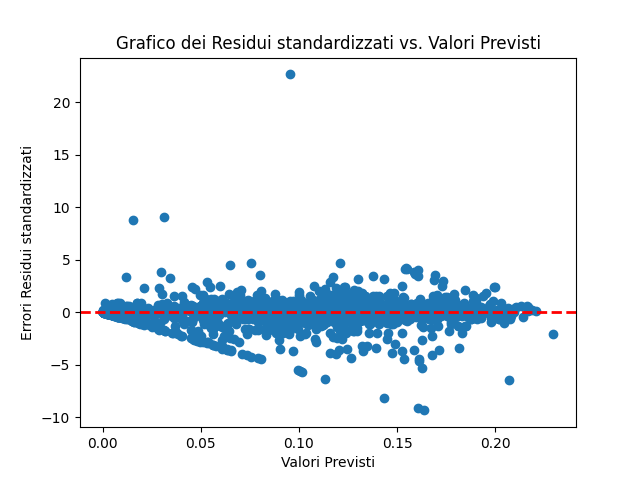 Grafico dei Residui standardizzati vs. Valori Previsti
Errori Residui standardizzati
20
15
10
5
0
−5
−10
0.00 0.05 0.10 0.15 0.20
Valori Previsti